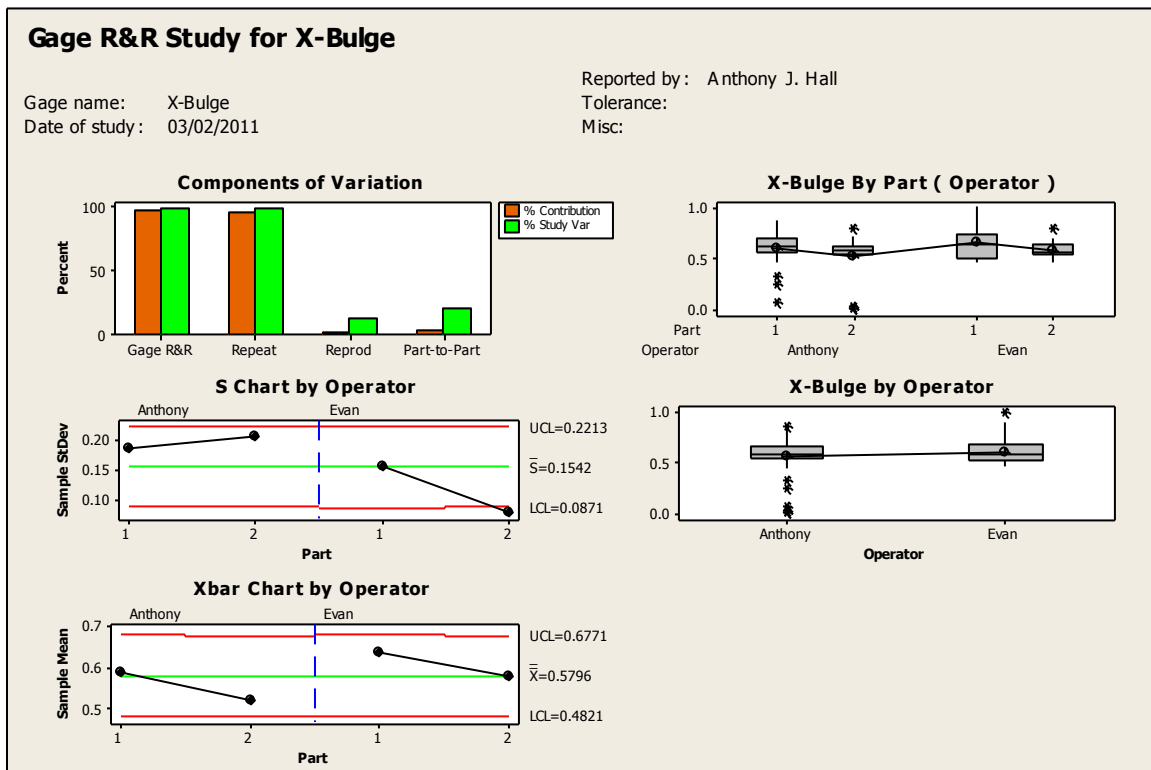 Gage R&R Study for X-Bulge
Reported by: Anthony J. Hall
Gage name: X-Bulge
Tolerance:
Date of study: 03/02/2011
Misc:
Components of Variation
100
50
0
Percent
Gage R&R Repeat Reprod Part-to-Part
% Contribution
% Study Var
X-Bulge By Part ( Operator )
1.0
0.5
0.0
Part 1 2 1 2
Operator Anthony Evan
S Chart by Operator
Anthony Evan
0.20
0.15
0.10
Sample StDev
UCL=0.2213
S=0.1542
LCL=0.0871
1 2 1 2
Part
X-Bulge by Operator
1.0
0.5
0.0
Anthony Evan
Operator
Xbar Chart by Operator
Anthony Evan
0.7
0.6
0.5
Sample Mean
UCL=0.6771
X=0.5796
LCL=0.4821
1 2 1 2
Part